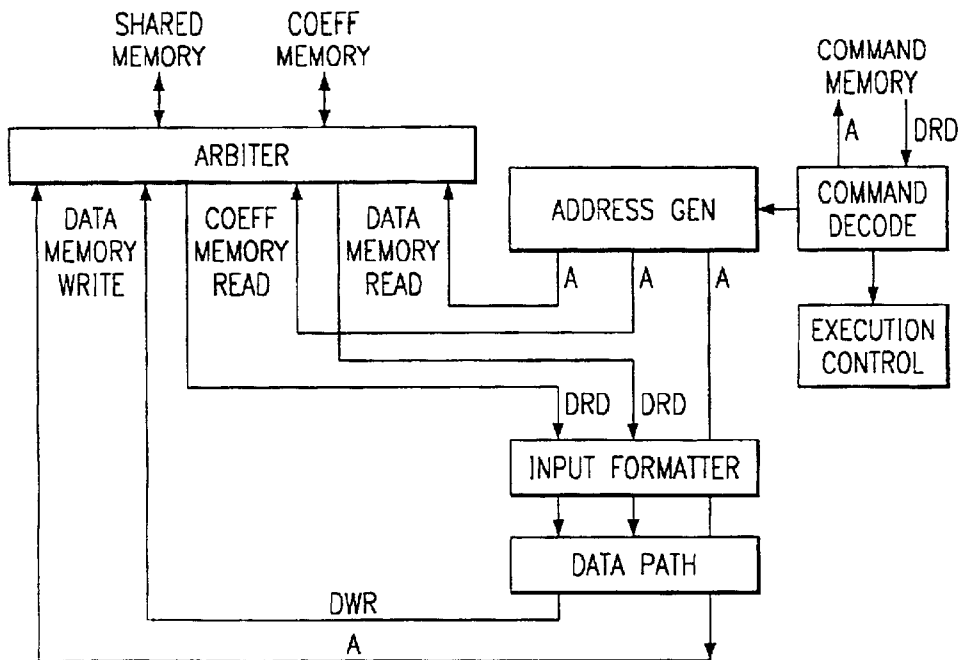 SHARED
MEMORY
COEFF
MEMORY
COMMAND
MEMORY
A
DRD
ARBITER
ADDRESS GEN
COMMAND
DECODE
DATA
MEMORY
WRITE
COEFF
MEMORY
READ
DATA
MEMORY
READ
A
A
A
EXECUTION
CONTROL
DRD
DRD
INPUT FORMATTER
DATA PATH
DWR
A